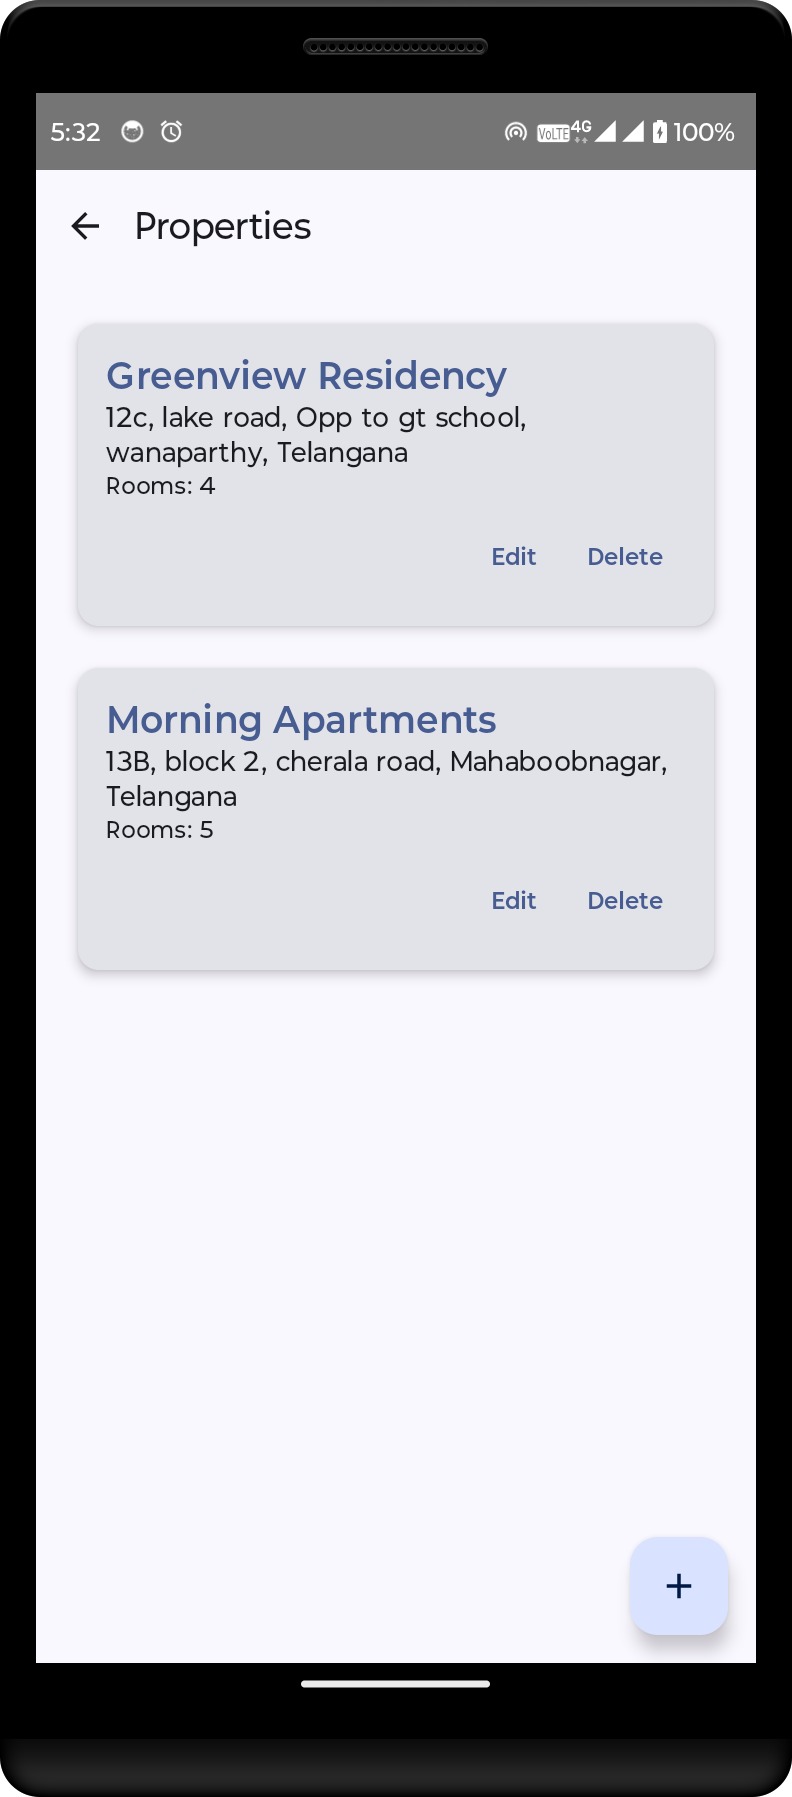 5:32 VoLTE 4G 100%
Properties
Greenview Residency
12c, lake road, Opp to gt school,
wanaparthy, Telangana
Rooms: 4
Edit Delete
Morning Apartments
13B, block 2, cherala road, Mahaboobnagar,
Telangana
Rooms: 5
Edit Delete
+